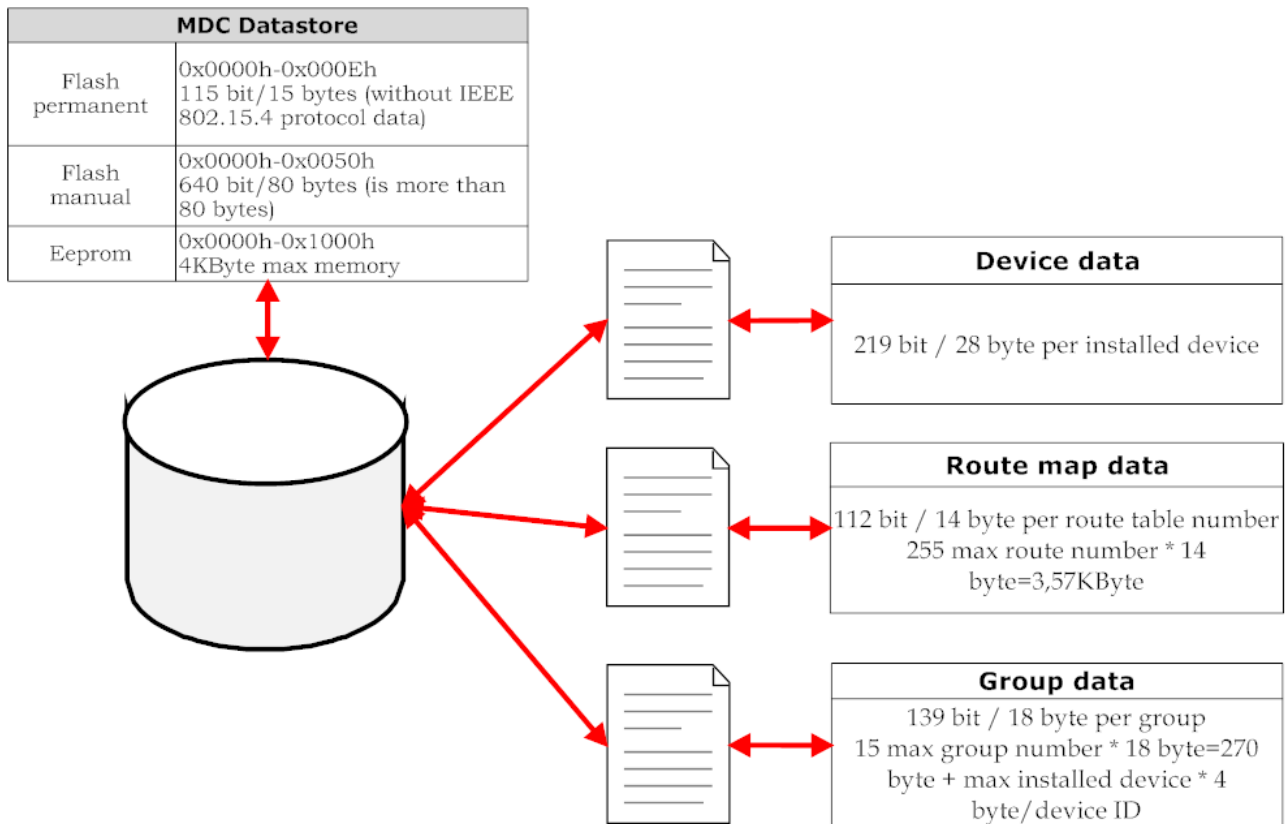 MDC Datastore
Flash
permanent
0x0000h-0x000Eh
115 bit/15 bytes (without IEEE
802.15.4 protocol data)
Flash
manual
0x0000h-0x0050h
640 bit/80 bytes (is more than
80 bytes)
Eeprom
0x0000h-0x1000h
4KByte max memory
Device data
219 bit / 28 byte per installed device
Route map data
112 bit / 14 byte per route table number
255 max route number * 14
byte=3,57KByte
Group data
139 bit / 18 byte per group
15 max group number * 18 byte=270
byte + max installed device * 4
byte/device ID